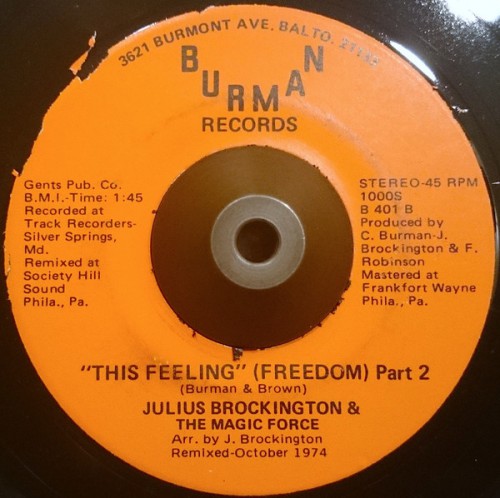 3621 BURMONT AVE. BALTO.
BURMAN
RECORDS
Gents Pub. Co.
B.M.I.-Time: 1:45
Recorded at
Track Recorders-
Silver Springs,
Md.
Remixed at
Society Hill
Sound
Phila., Pa.
STEREO-45 RPM
1000S
B 401 B
Produced by
C. Burman-J.
Brockington & F.
Robinson
Mastered at
Frankfort Wayne
Phila., Pa.
"THIS FEELING" (FREEDOM) Part 2
(Burman & Brown)
JULIUS BROCKINGTON &
THE MAGIC FORCE
Arr. by J. Brockington
Remixed-October 1974